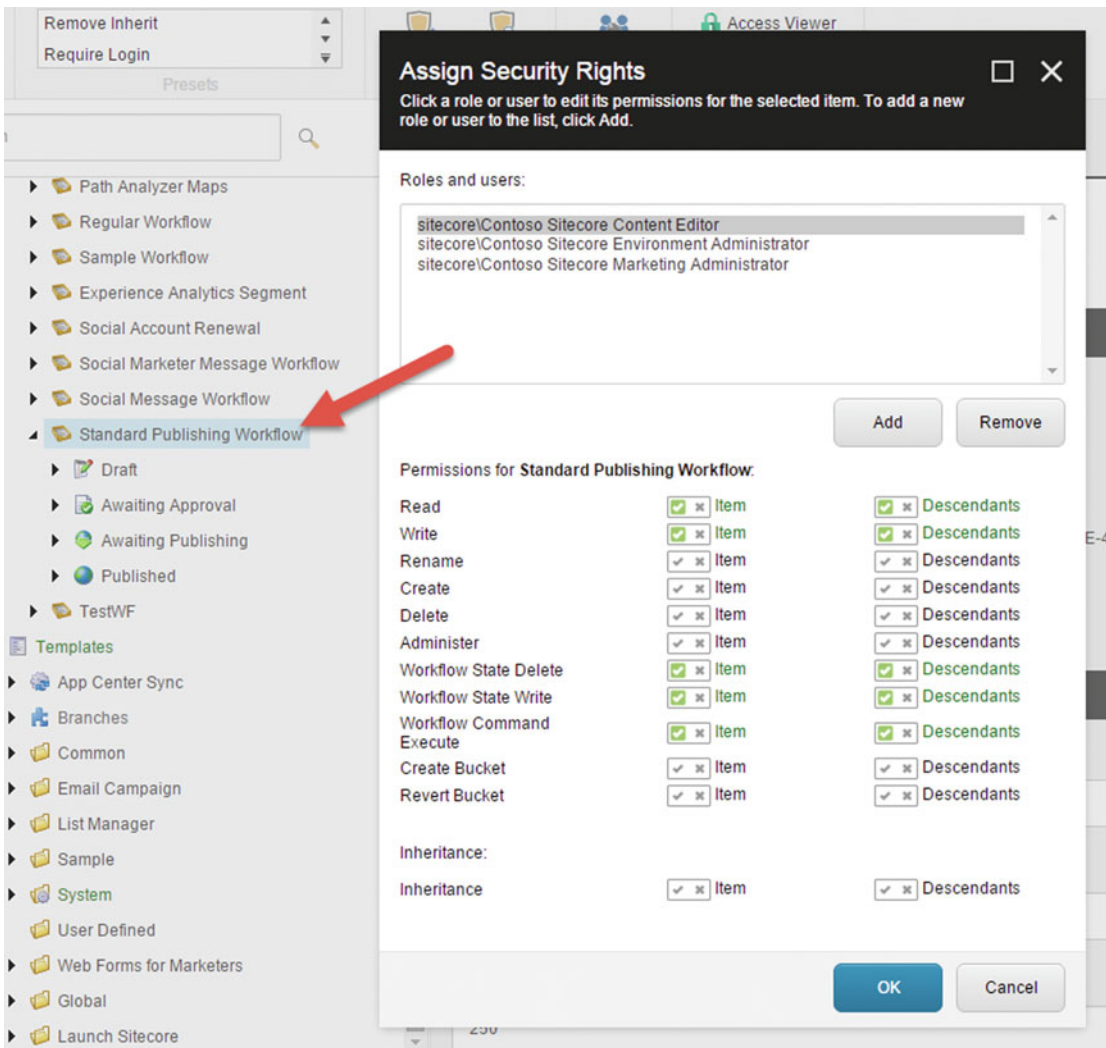 Remove Inherit
Require Login
Presets
Access Viewer
Path Analyzer Maps
Regular Workflow
Sample Workflow
Experience Analytics Segment
Social Account Renewal
Social Marketer Message Workflow
Social Message Workflow
Standard Publishing Workflow
Draft
Awaiting Approval
Awaiting Publishing
Published
TestWF
Templates
App Center Sync
Branches
Common
Email Campaign
List Manager
Sample
System
User Defined
Web Forms for Marketers
Global
Launch Sitecore
Assign Security Rights
Click a role or user to edit its permissions for the selected item. To add a new
role or user to the list, click Add.
Roles and users:
sitecore\Contoso Sitecore Content Editor
sitecore\Contoso Sitecore Environment Administrator
sitecore\Contoso Sitecore Marketing Administrator
Add Remove
Permissions for Standard Publishing Workflow:
Read Item Descendants
Write Item Descendants
Rename Item Descendants
Create Item Descendants
Delete Item Descendants
Administer Item Descendants
Workflow State Delete Item Descendants
Workflow State Write Item Descendants
Workflow Command
Execute Item Descendants
Create Bucket Item Descendants
Revert Bucket Item Descendants
Inheritance:
Inheritance Item Descendants
OK Cancel
E-4